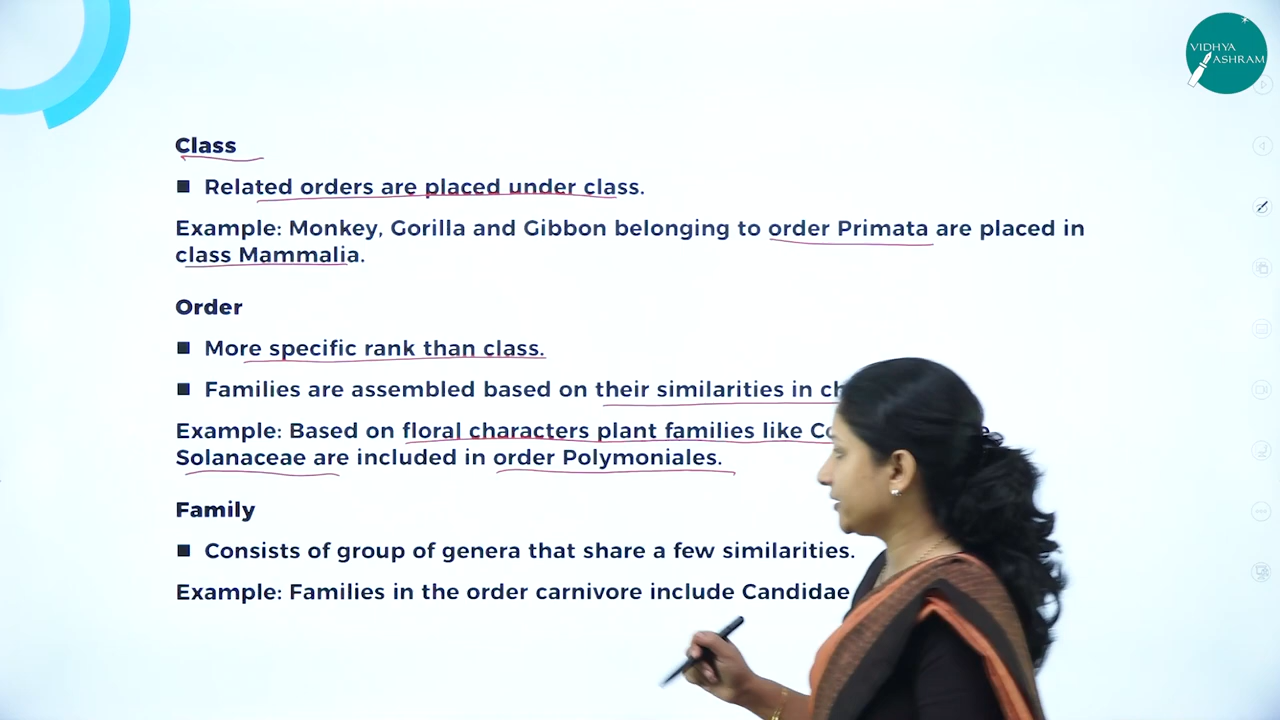 VIDHYA
ASHRAM
Class
■ Related orders are placed under class.
Example: Monkey, Gorilla and Gibbon belonging to order Primata are placed in
class Mammalia.
Order
■ More specific rank than class.
■ Families are assembled based on their similarities in
Example: Based on floral characters plant families like
Solanaceae are included in order Polymoniales.
Family
■ Consists of group of genera that share a few similarities.
Example: Families in the order carnivore include Candidae